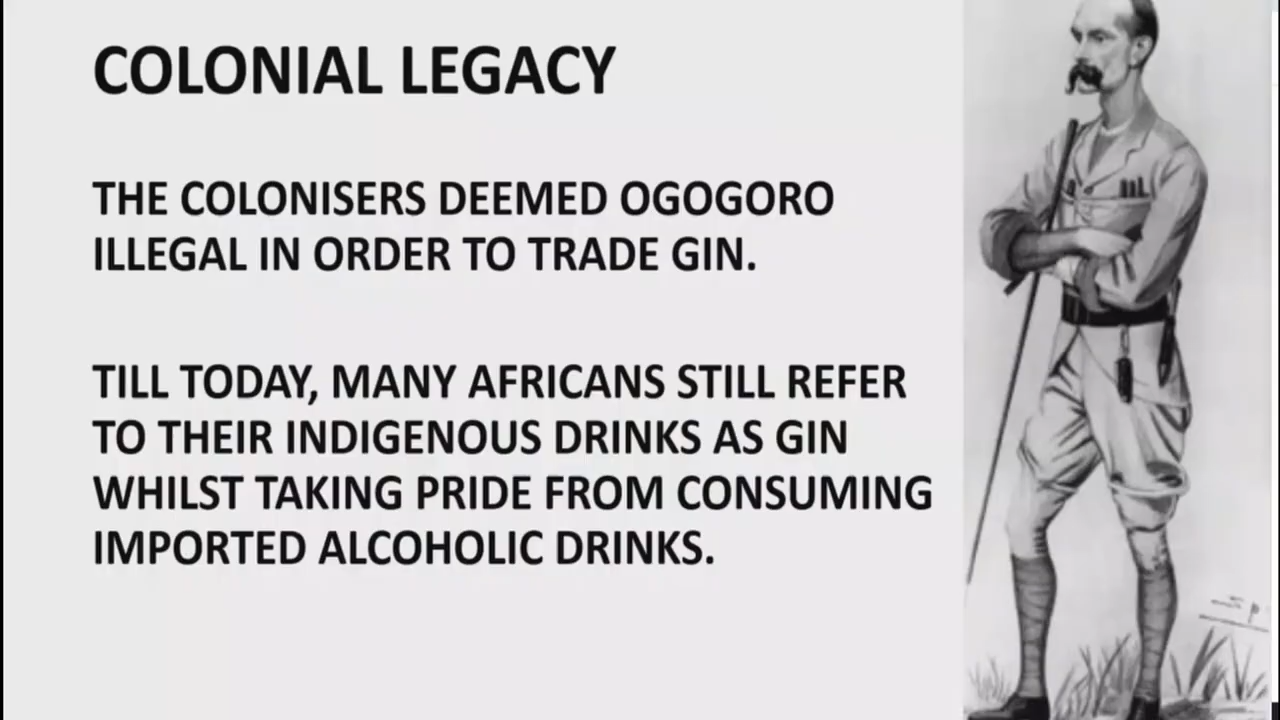 COLONIAL LEGACY
THE COLONISERS DEEMED OGOGORO
ILLEGAL IN ORDER TO TRADE GIN.
TILL TODAY, MANY AFRICANS STILL REFER
TO THEIR INDIGENOUS DRINKS AS GIN
WHILST TAKING PRIDE FROM CONSUMING
IMPORTED ALCOHOLIC DRINKS.